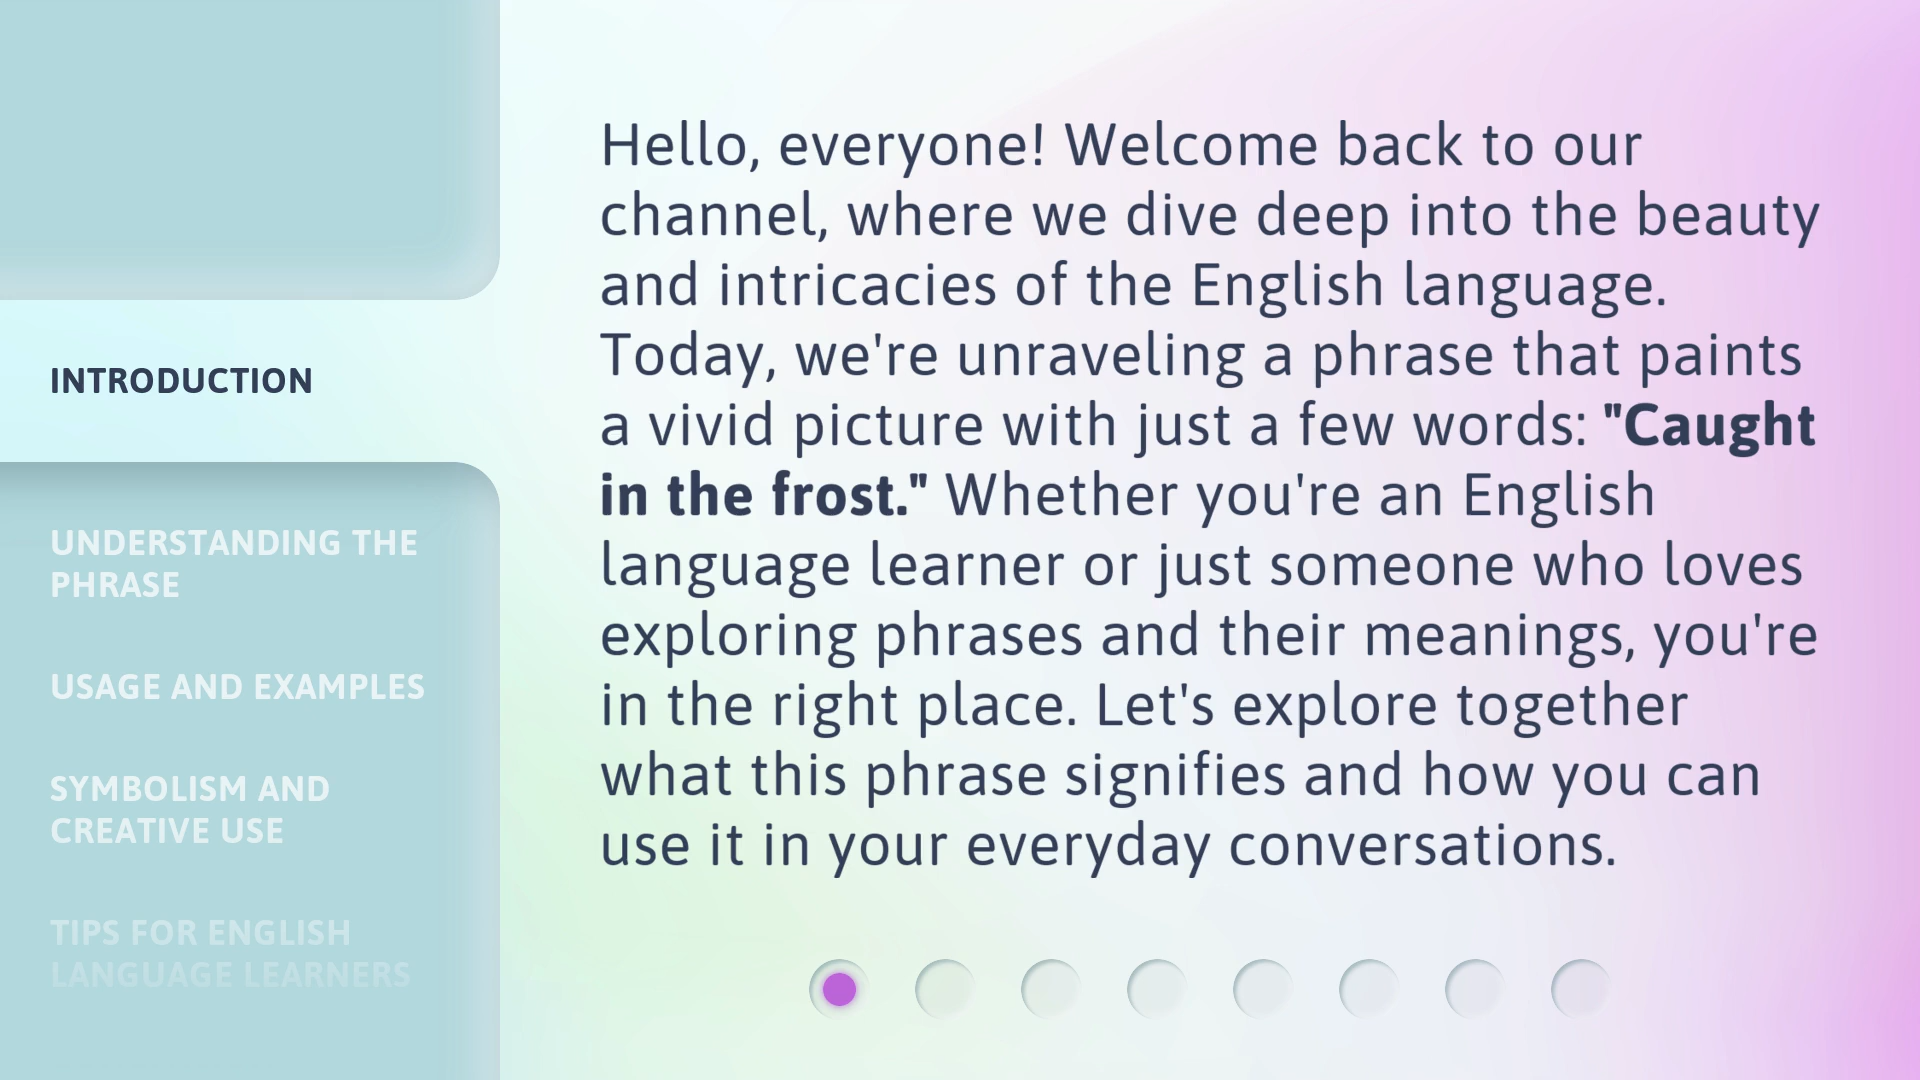 INTRODUCTION
UNDERSTANDING THE
PHRASE
USAGE AND EXAMPLES
SYMBOLISM AND
CREATIVE USE
TIPS FOR ENGLISH
LANGUAGE LEARNERS
Hello, everyone! Welcome back to our
channel, where we dive deep into the beauty
and intricacies of the English language.
Today, we're unraveling a phrase that paints
a vivid picture with just a few words: "Caught
in the frost." Whether you're an English
language learner or just someone who loves
exploring phrases and their meanings, you're
in the right place. Let's explore together
what this phrase signifies and how you can
use it in your everyday conversations.